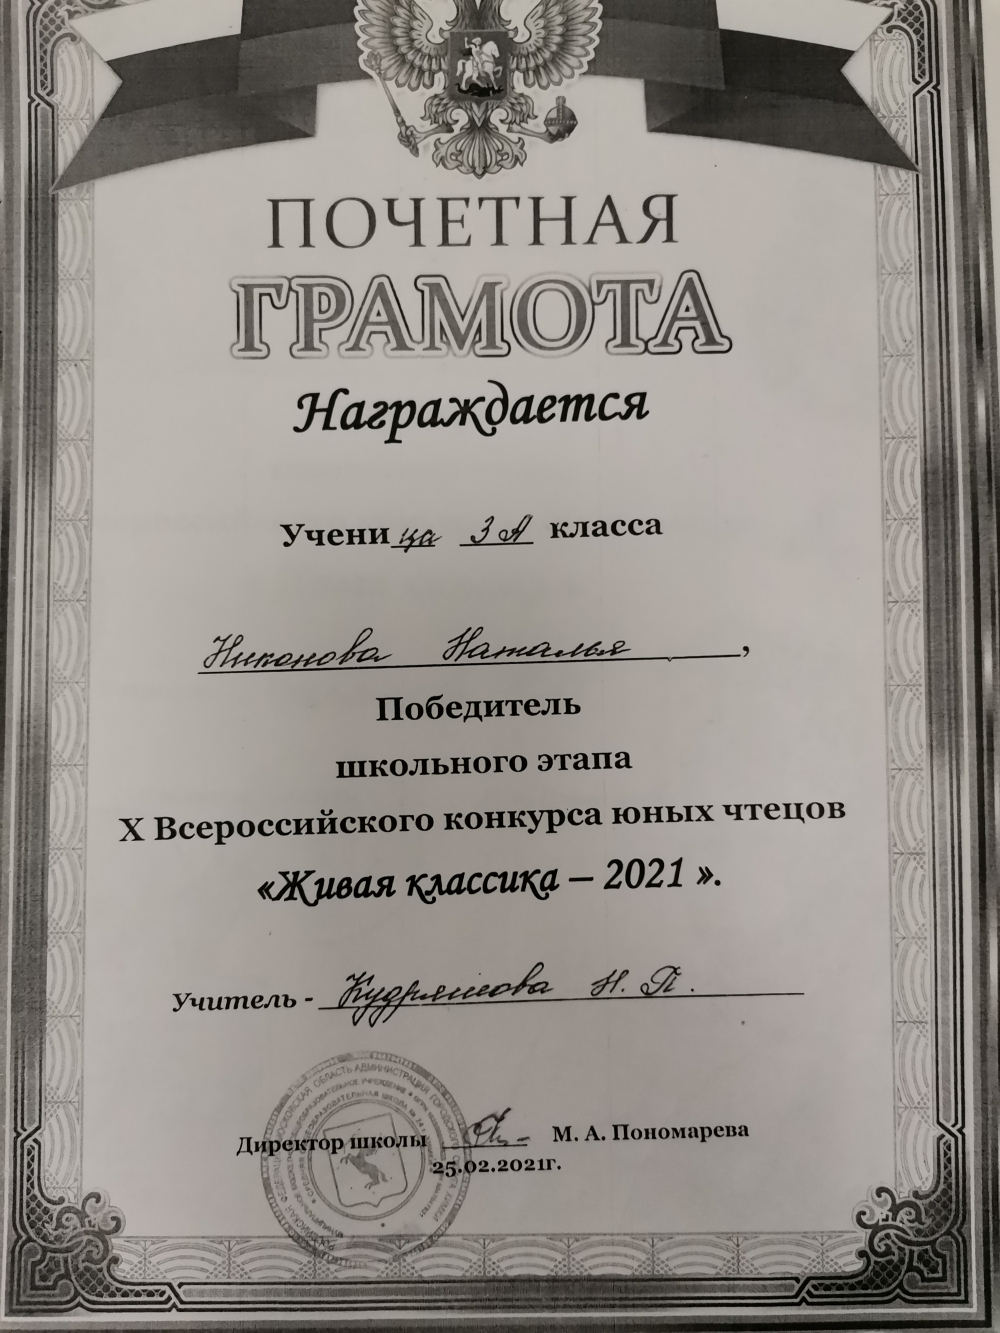 ПОЧЕТНАЯ
ГРАМОТА
Награждается
Ученица 3 А класса
Никонова Наталья ,
Победитель
школьного этапа
X Всероссийского конкурса юных чтецов
«Живая классика – 2021 ».
Учитель - Кудряшова Н. П.
Директор школы М. А. Пономарева
25.02.2021г.